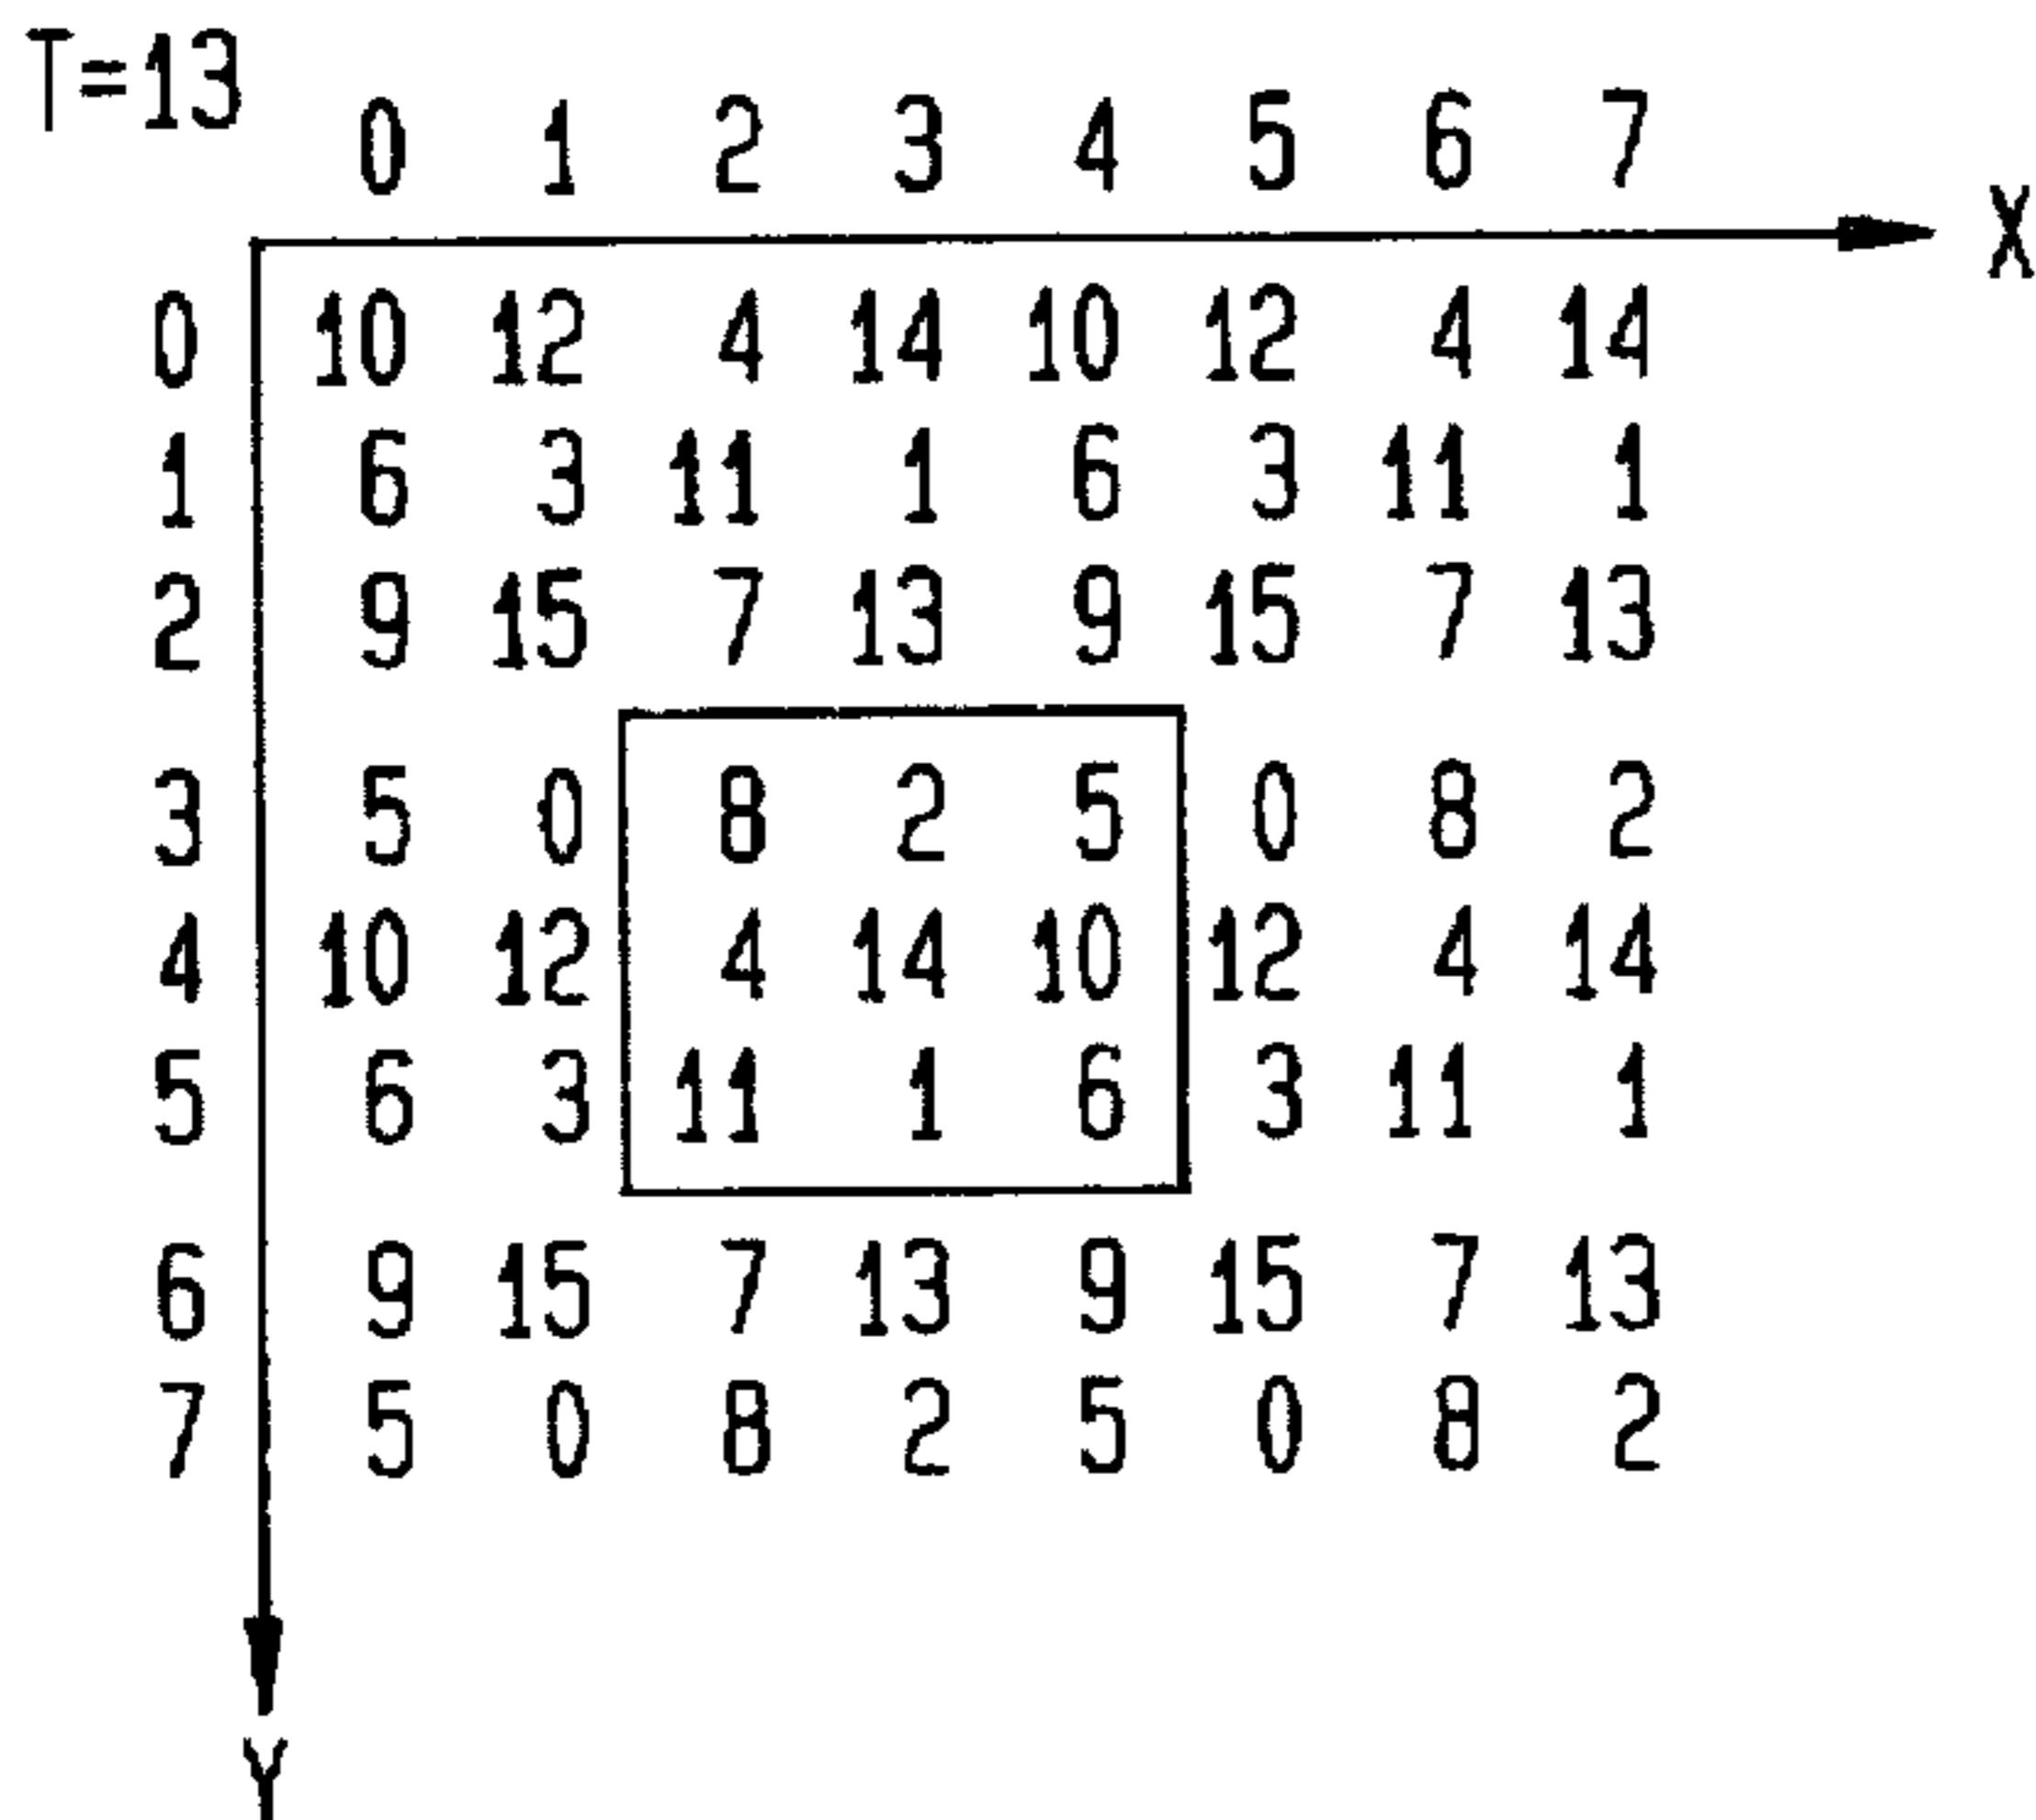 T=13
0 1 2 3 4 5 6 7
X
0 10 12 4 14 10 12 4 14
1 6 3 11 1 6 3 11 1
2 9 15 7 13 9 15 7 13
3 5 0 8 2 5 0 8 2
4 10 12 4 14 10 12 4 14
5 6 3 11 1 6 3 11 1
6 9 15 7 13 9 15 7 13
7 5 0 8 2 5 0 8 2
Y